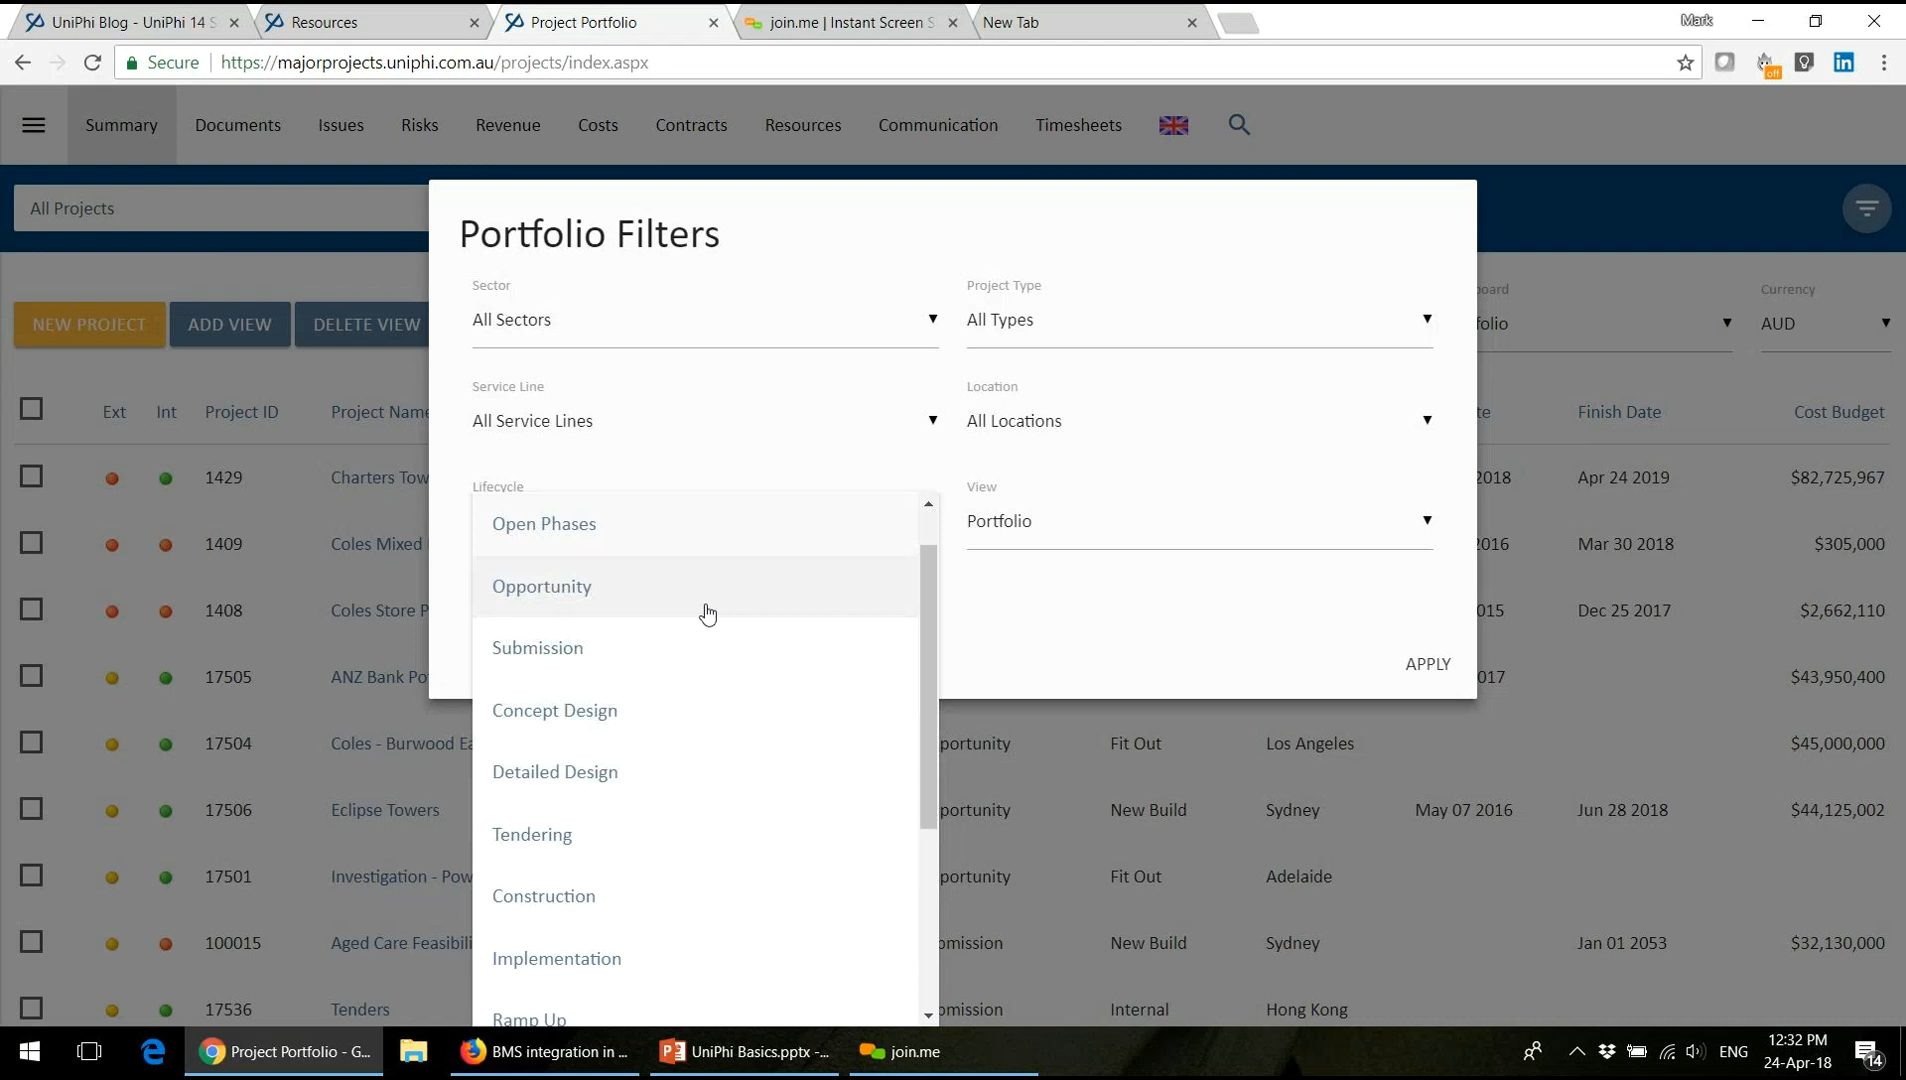 UniPhi Blog - UniPhi 14 S
Resources
Project Portfolio
join.me | Instant Screen S
New Tab
Mark
Secure
https://majorprojects.uniphi.com.au/projects/index.aspx
off
in
Summary
Documents
Issues
Risks
Revenue
Costs
Contracts
Resources
Communication
Timesheets
All Projects
Portfolio Filters
Sector
All Sectors
Project Type
All Types
Service Line
All Service Lines
Location
All Locations
Lifecycle
View
Portfolio
Open Phases
Opportunity
Submission
Concept Design
Detailed Design
Tendering
Construction
Implementation
Ramp Up
APPLY
NEW PROJECT
ADD VIEW
DELETE VIEW
board
folio
Currency
AUD
Ext Int Project ID Project Name te Finish Date Cost Budget
1429 Charters Tow 2018 Apr 24 2019 $82,725,967
1409 Coles Mixed 2016 Mar 30 2018 $305,000
1408 Coles Store P 015 Dec 25 2017 $2,662,110
17505 ANZ Bank Po 017 $43,950,400
17504 Coles - Burwood Ea portunity Fit Out Los Angeles $45,000,000
17506 Eclipse Towers portunity New Build Sydney May 07 2016 Jun 28 2018 $44,125,002
17501 Investigation - Pow portunity Fit Out Adelaide
100015 Aged Care Feasibili omission New Build Sydney Jan 01 2053 $32,130,000
17536 Tenders omission Internal Hong Kong
Project Portfolio - G...
BMS integration in ...
UniPhi Basics.pptx -...
join.me
ENG
12:32 PM
24-Apr-18
14